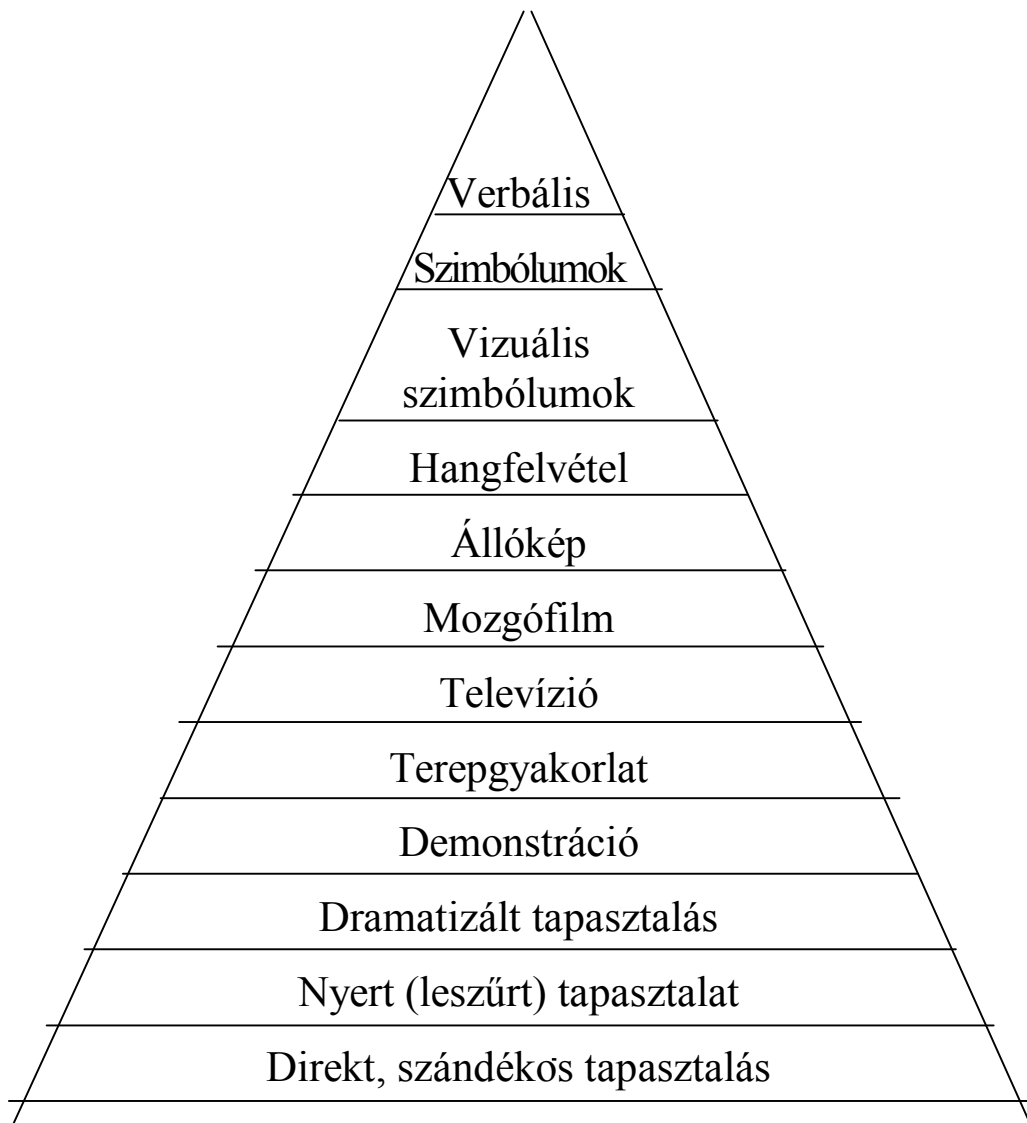 Verbális
Szimbólumok
Vizuális
szimbólumok
Hangfelvétel
Állókép
Mozgófilm
Televízió
Terepgyakorlat
Demonstráció
Dramatizált tapasztalás
Nyert (leszűrt) tapasztalat
Direkt, szándékos tapasztalás